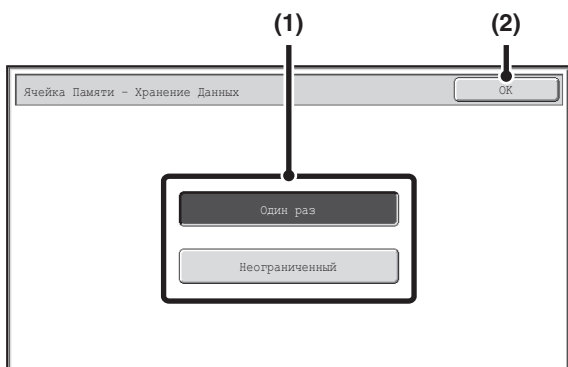 (1) (2)
Ячейка Памяти - Хранение Данных OK
Один раз
Неограниченный